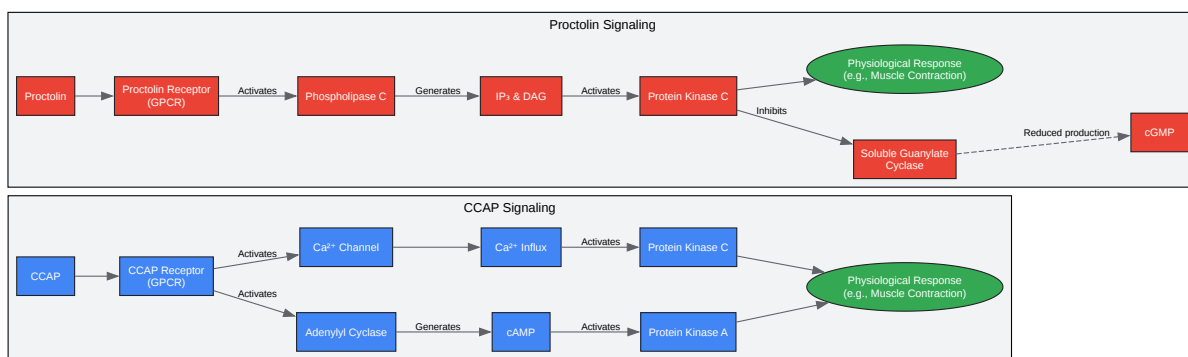 Proctolin Signaling
Proctolin
Proctolin Receptor
(GPCR)
Activates
Phospholipase C
Generates
IP₃ & DAG
Activates
Protein Kinase C
Physiological Response
(e.g., Muscle Contraction)
Inhibits
Soluble Guanylate
Cyclase
Reduced production
cGMP
CCAP Signaling
CCAP
CCAP Receptor
(GPCR)
Activates
Ca²⁺ Channel
Ca²⁺ Influx
Activates
Protein Kinase C
Physiological Response
(e.g., Muscle Contraction)
Activates
Adenylyl Cyclase
Generates
cAMP
Activates
Protein Kinase A